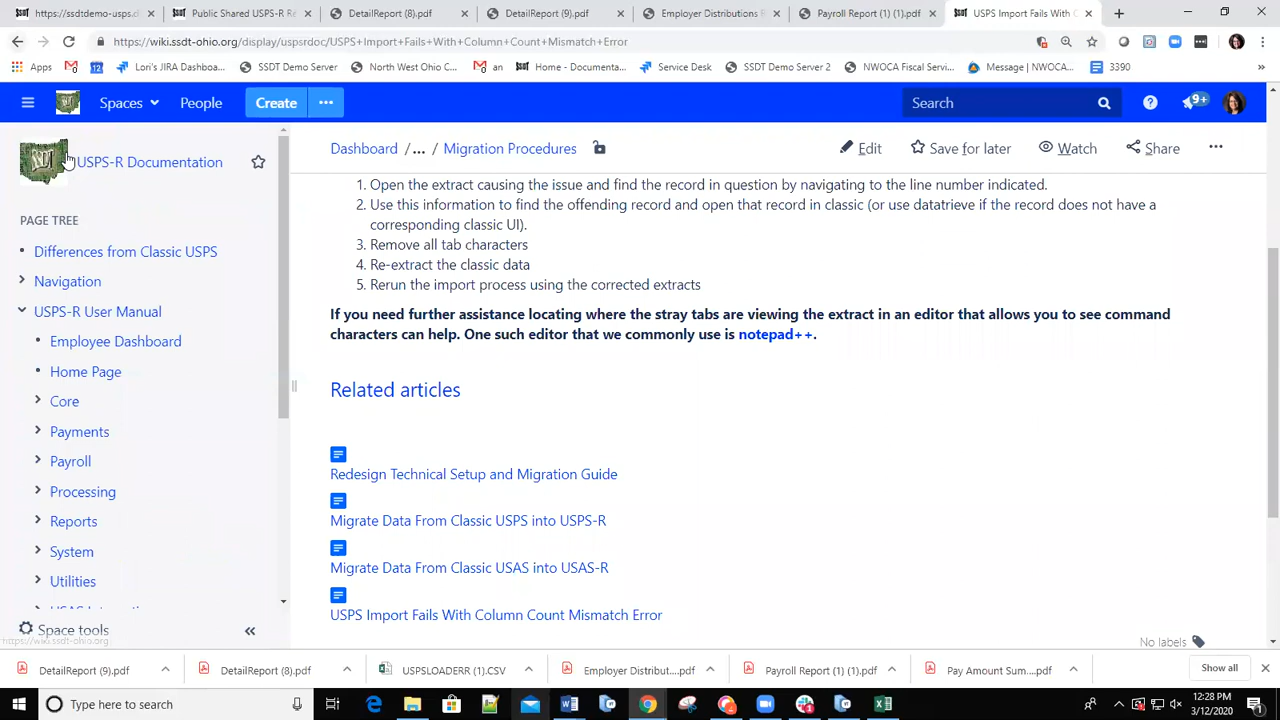 https://ssdtdemo-usps.cl
Public Shared USPS-R Re
DetailReport (8).pdf
DetailReport (9).pdf
Employer Distributions R
Payroll Report (1) (1).pdf
USPS Import Fails With C
https://wiki.ssdt-ohio.org/display/uspsrdoc/USPS+Import+Fails+With+Column+Count+Mismatch+Error
Apps
Lori's JIRA Dashboa...
SSDT Demo Server
North West Ohio C...
an
Home - Documenta...
Service Desk
SSDT Demo Server 2
NWOCA Fiscal Servi...
Message | NWOCA...
3390
»
Spaces
People
Create
•••
Search
9+
SSDT
USPS-R Documentation
Dashboard /... / Migration Procedures
Edit
Save for later
Watch
Share
PAGE TREE
Differences from Classic USPS
Navigation
USPS-R User Manual
Employee Dashboard
Home Page
Core
Payments
Payroll
Processing
Reports
System
Utilities
Space tools
https://wiki.ssdt-ohio.org
1. Open the extract causing the issue and find the record in question by navigating to the line number indicated.
2. Use this information to find the offending record and open that record in classic (or use datatrieve if the record does not have a
corresponding classic UI).
3. Remove all tab characters
4. Re-extract the classic data
5. Rerun the import process using the corrected extracts
If you need further assistance locating where the stray tabs are viewing the extract in an editor that allows you to see command
characters can help. One such editor that we commonly use is notepad++.
Related articles
Redesign Technical Setup and Migration Guide
Migrate Data From Classic USPS into USPS-R
Migrate Data From Classic USAS into USAS-R
USPS Import Fails With Column Count Mismatch Error
No labels
DetailReport (9).pdf
DetailReport (8).pdf
USPSLOADERR (1).CSV
Employer Distribut....pdf
Payroll Report (1) (1).pdf
Pay Amount Sum....pdf
Show all
Type here to search
12:28 PM
3/12/2020